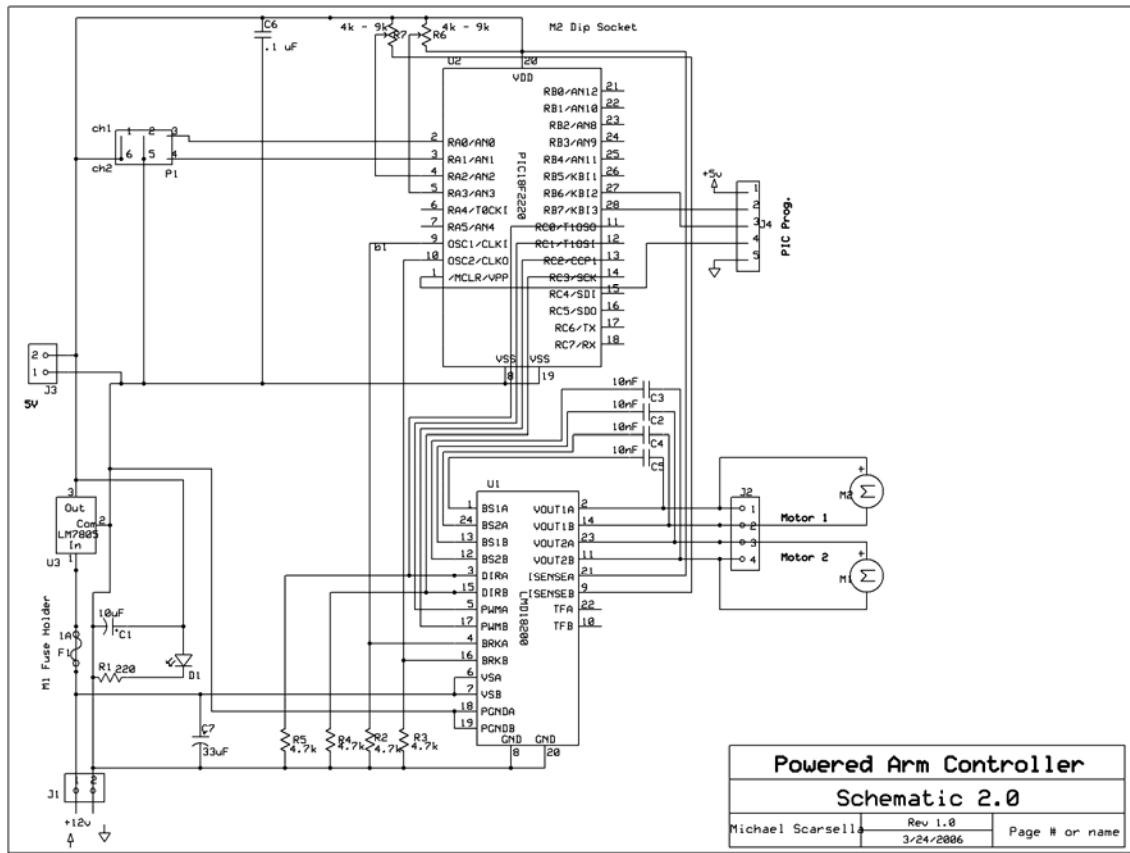 C6
.1 uF
4k - 9k
R7
4k - 9k
R6
M2 Dip Socket
U2
20
VDD
PIC18F2220
2 RA0/AN0
3 RA1/AN1
4 RA2/AN2
5 RA3/AN3
6 RA4/T0CKI
7 RA5/AN4
9 OSC1/CLKI
10 OSC2/CLKO
1 /MCLR/VPP
RB0/AN12 21
RB1/AN10 22
RB2/AN8 23
RB3/AN9 24
RB4/AN11 25
RB5/KBI1 26
RB6/KBI2 27
RB7/KBI3 28
RC0/T1OSO 11
RC1/T1OSI 12
RC2/CCP1 13
RC3/SCK 14
RC4/SDI 15
RC5/SDO 16
RC6/TX 17
RC7/RX 18
VSS VSS
8 19
b1
ch1
ch2
1 2 3
6 5 4
P1
+5v
1
2
3
4
5
J4
PIC Prog.
2
1
J3
5V
10nF
C3
10nF
C2
10nF
C4
10nF
C5
3
Out
Com
2
LM7805
In
U3
1
M1 Fuse Holder
1A
F1
10uF
+C1
R1 220
D1
C7
33uF
R5
4.7k
R4
4.7k
R2
4.7k
R3
4.7k
U1
LMD18200
1 BS1A
24 BS2A
13 BS1B
12 BS2B
3 DIRA
15 DIRB
5 PWMA
17 PWMB
4 BRKA
16 BRKB
6 VSA
7 VSB
18 PGNDA
19 PGNDB
VOUT1A 2
VOUT1B 14
VOUT2A 23
VOUT2B 11
ISENSEA 21
ISENSEB 9
TFA 22
TFB 10
GND GND
8 20
J2
1
2
3
4
Motor 1
Motor 2
+
M2
Σ
+
M1
Σ
J1
1 2
+12v
Powered Arm Controller
Schematic 2.0
Michael Scarsella
Rev 1.0
3/24/2006
Page # or name